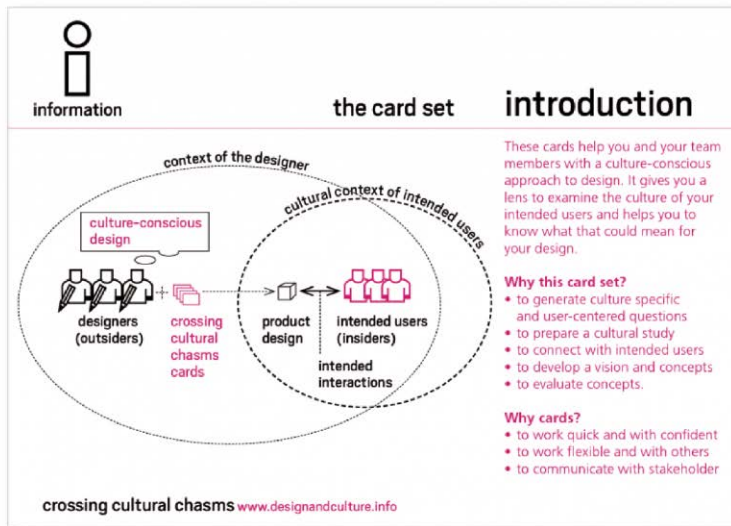 information
the card set
introduction
context of the designer
cultural context of intended users
culture-conscious
design
designers
(outsiders)
crossing
cultural
chasms
cards
product
design
intended users
(insiders)
intended
interactions
These cards help you and your team
members with a culture-conscious
approach to design. It gives you a
lens to examine the culture of your
intended users and helps you to
know what that could mean for
your design.
Why this card set?
• to generate culture specific
and user-centered questions
• to prepare a cultural study
• to connect with intended users
• to develop a vision and concepts
• to evaluate concepts.
Why cards?
• to work quick and with confident
• to work flexible and with others
• to communicate with stakeholder
crossing cultural chasms www.designandculture.info